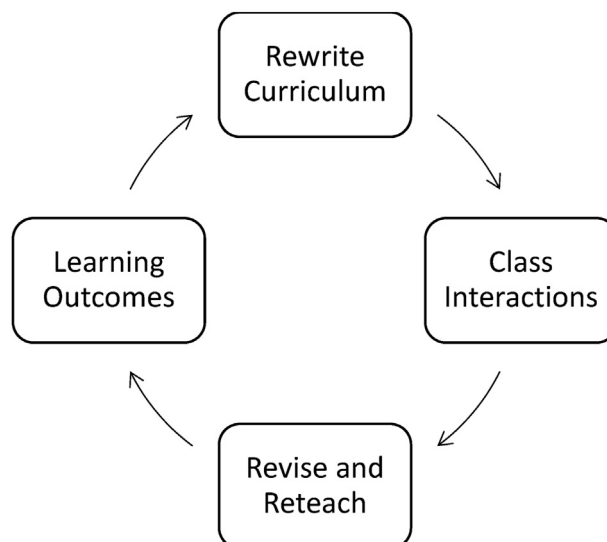 Rewrite
Curriculum
Class
Interactions
Revise and
Reteach
Learning
Outcomes